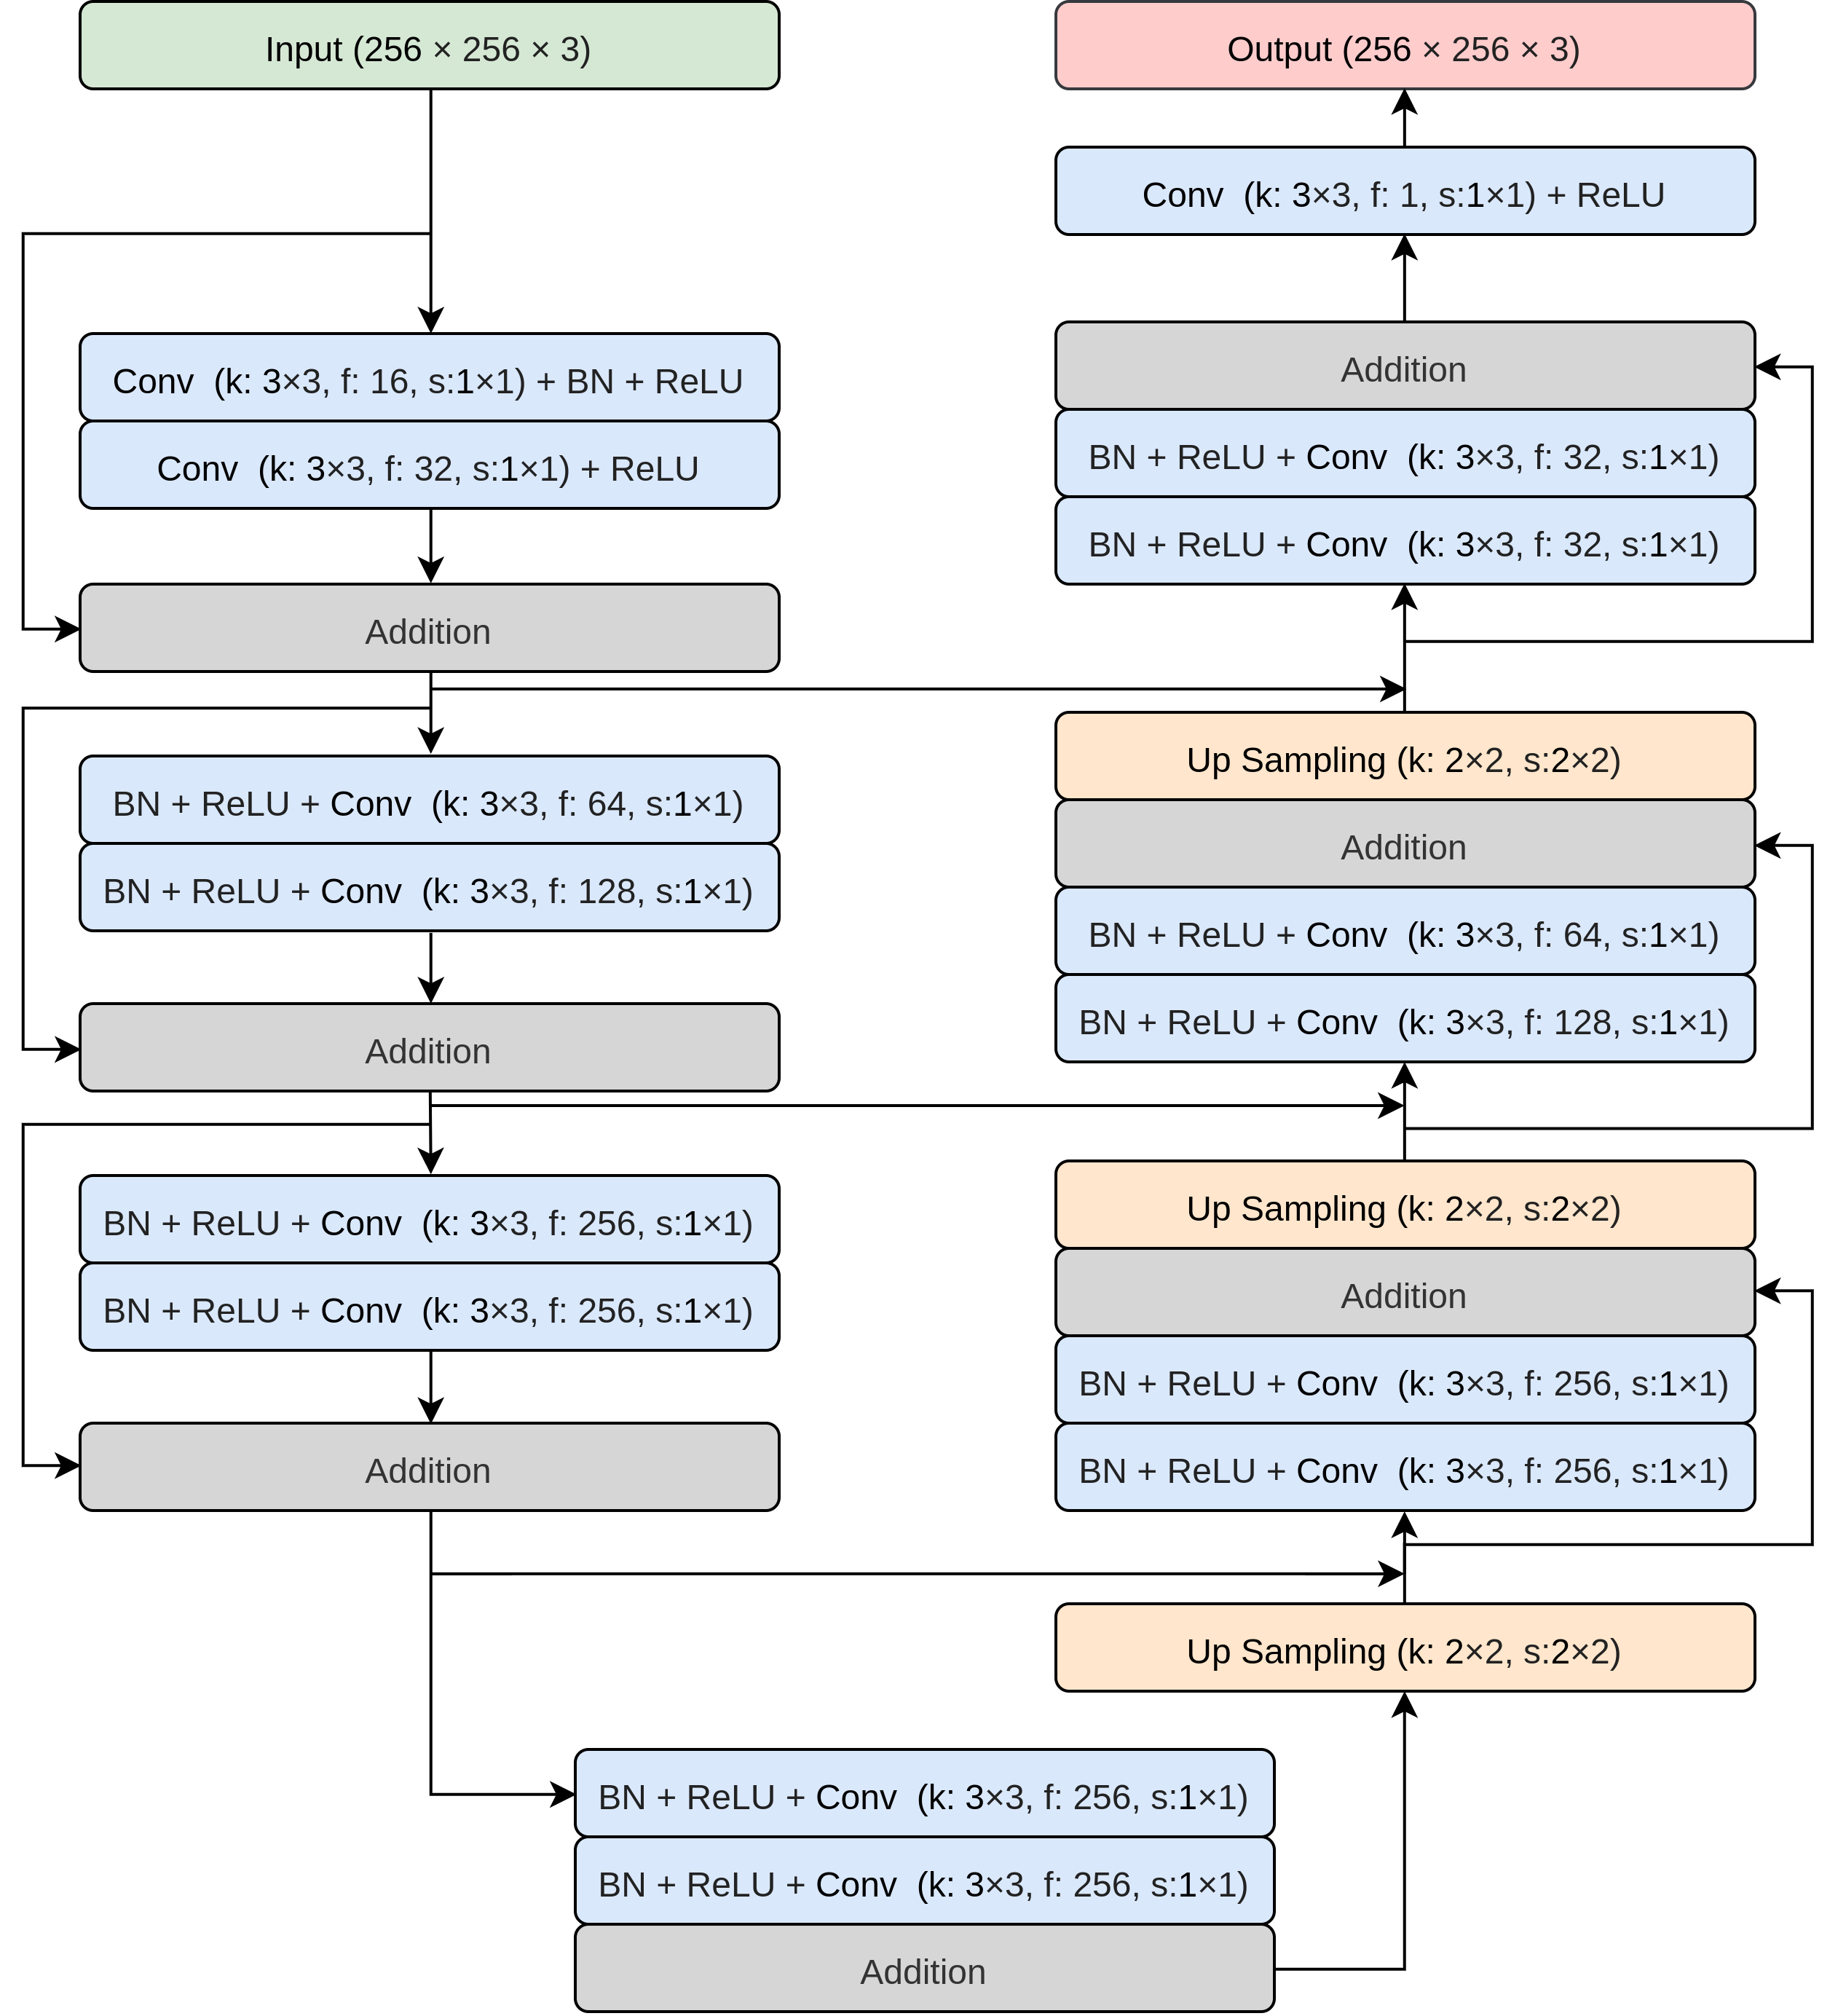 Input (256 × 256 × 3)
Conv  (k: 3×3, f: 16, s:1×1) + BN + ReLU
Conv  (k: 3×3, f: 32, s:1×1) + ReLU
Addition
BN + ReLU + Conv  (k: 3×3, f: 64, s:1×1)
BN + ReLU + Conv  (k: 3×3, f: 128, s:1×1)
Addition
BN + ReLU + Conv  (k: 3×3, f: 256, s:1×1)
BN + ReLU + Conv  (k: 3×3, f: 256, s:1×1)
Addition
BN + ReLU + Conv  (k: 3×3, f: 256, s:1×1)
BN + ReLU + Conv  (k: 3×3, f: 256, s:1×1)
Addition
Output (256 × 256 × 3)
Conv  (k: 3×3, f: 1, s:1×1) + ReLU
Addition
BN + ReLU + Conv  (k: 3×3, f: 32, s:1×1)
BN + ReLU + Conv  (k: 3×3, f: 32, s:1×1)
Up Sampling (k: 2×2, s:2×2)
Addition
BN + ReLU + Conv  (k: 3×3, f: 64, s:1×1)
BN + ReLU + Conv  (k: 3×3, f: 128, s:1×1)
Up Sampling (k: 2×2, s:2×2)
Addition
BN + ReLU + Conv  (k: 3×3, f: 256, s:1×1)
BN + ReLU + Conv  (k: 3×3, f: 256, s:1×1)
Up Sampling (k: 2×2, s:2×2)